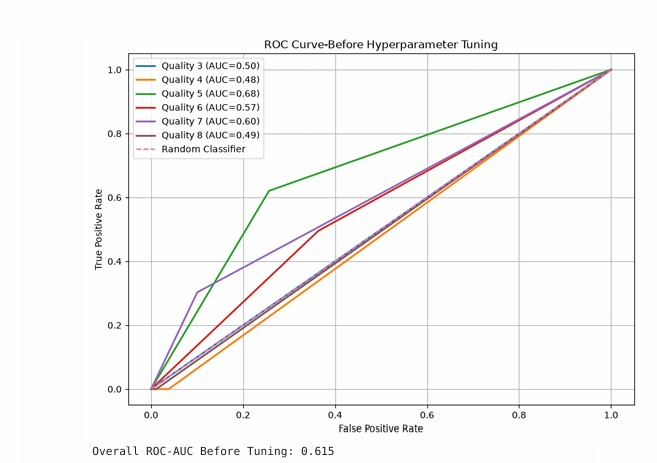 ROC Curve-Before Hyperparameter Tuning
1.0
0.8
0.6
0.4
0.2
0.0
True Positive Rate
Quality 3 (AUC=0.50)
Quality 4 (AUC=0.48)
Quality 5 (AUC=0.68)
Quality 6 (AUC=0.57)
Quality 7 (AUC=0.60)
Quality 8 (AUC=0.49)
Random Classifier
0.0 0.2 0.4 0.6 0.8 1.0
False Positive Rate
Overall ROC-AUC Before Tuning: 0.615